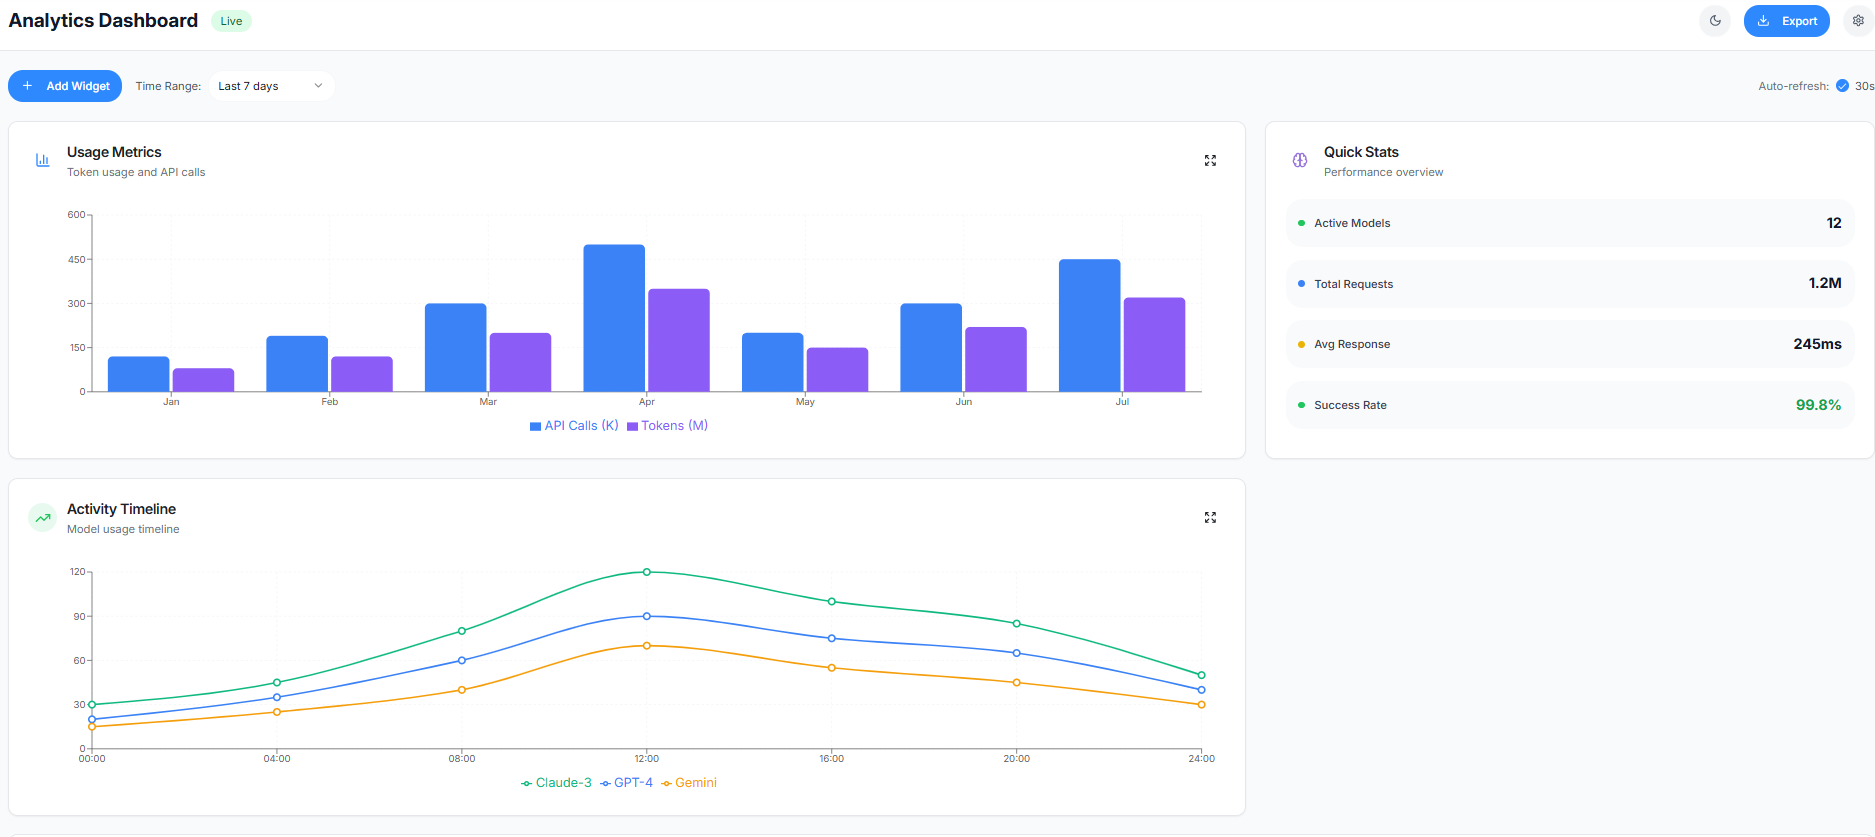 Analytics Dashboard Live Export
Add Widget Time Range: Last 7 days Auto-refresh: 30s
Usage Metrics
Token usage and API calls
600
450
300
150
0
Jan Feb Mar Apr May Jun Jul
API Calls (K) Tokens (M)
Quick Stats
Performance overview
Active Models 12
Total Requests 1.2M
Avg Response 245ms
Success Rate 99.8%
Activity Timeline
Model usage timeline
120
90
60
30
0
00:00 04:00 08:00 12:00 16:00 20:00 24:00
Claude-3 GPT-4 Gemini